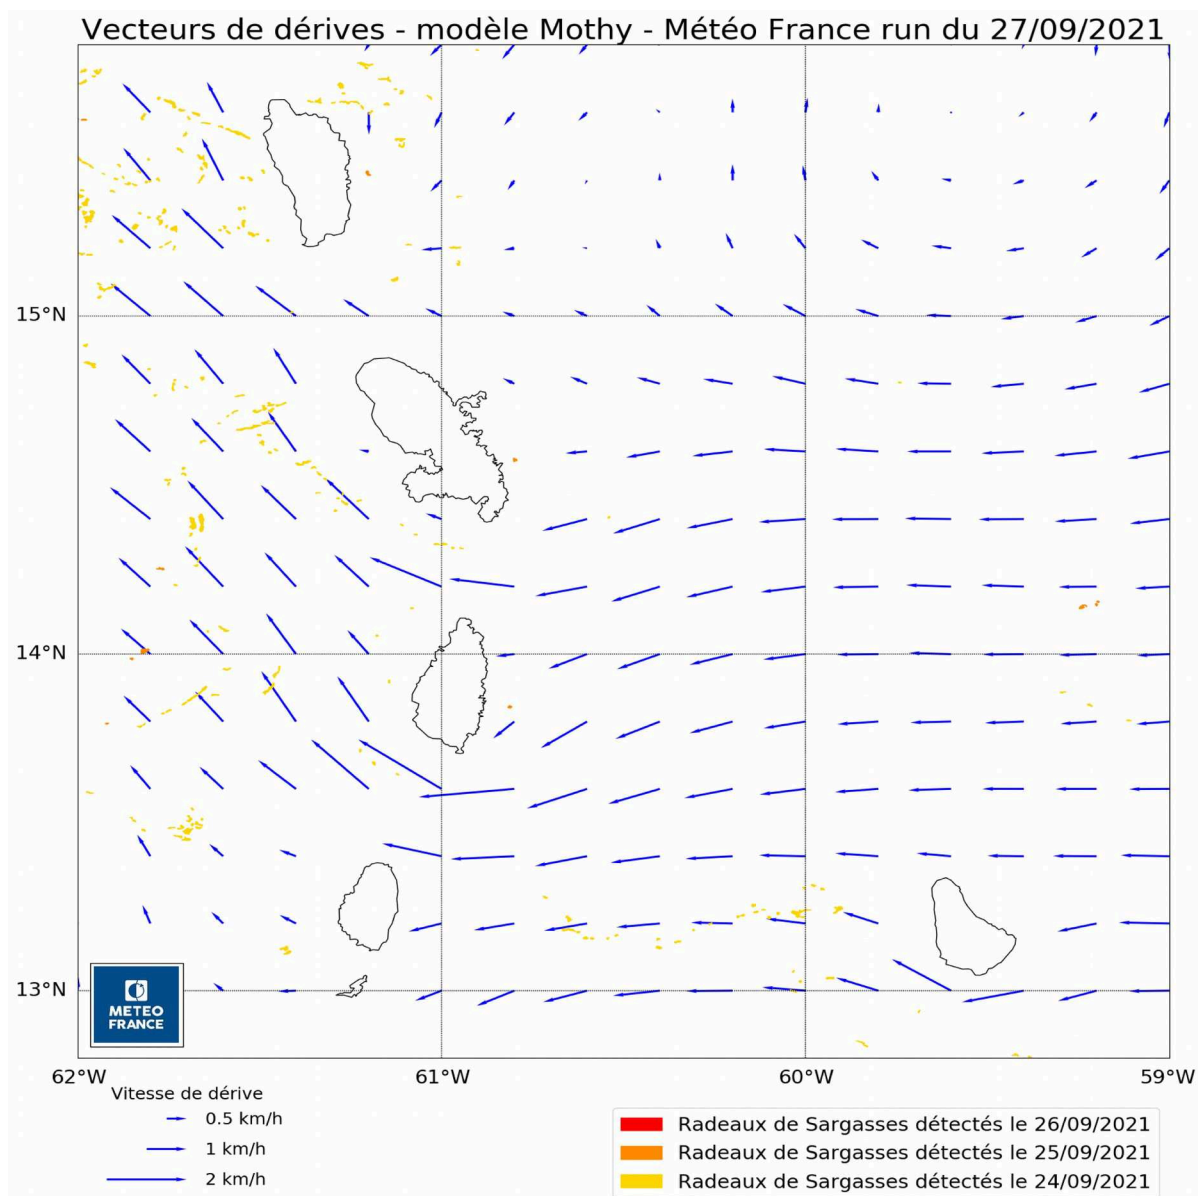 Vecteurs de dérives - modèle Mothy - Météo France run du 27/09/2021
15°N
14°N
13°N
METEO
FRANCE
62°W
61°W
60°W
59°W
Vitesse de dérive
0.5 km/h
1 km/h
2 km/h
Radeaux de Sargasses détectés le 26/09/2021
Radeaux de Sargasses détectés le 25/09/2021
Radeaux de Sargasses détectés le 24/09/2021